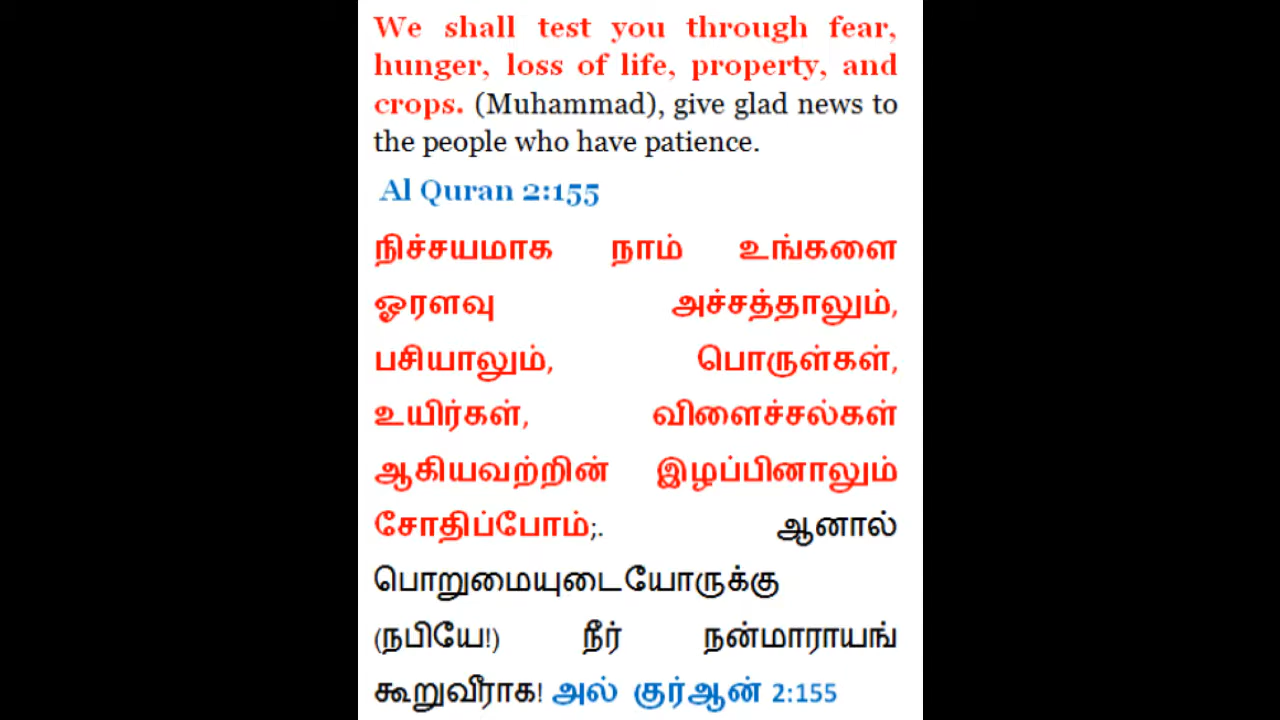 We shall test you through fear,
hunger, loss of life, property, and
crops. (Muhammad), give glad news to
the people who have patience.
Al Quran 2:155
நிச்சயமாக நாம் உங்களை
ஓரளவு அச்சத்தாலும்,
பசியாலும், பொருள்கள்,
உயிர்கள், விளைச்சல்கள்
ஆகியவற்றின் இழப்பினாலும்
சோதிப்போம்;. ஆனால்
பொறுமையுடையோருக்கு
(நபியே!) நீர் நன்மாராயங்
கூறுவீராக! அல் குர்ஆன் 2:155